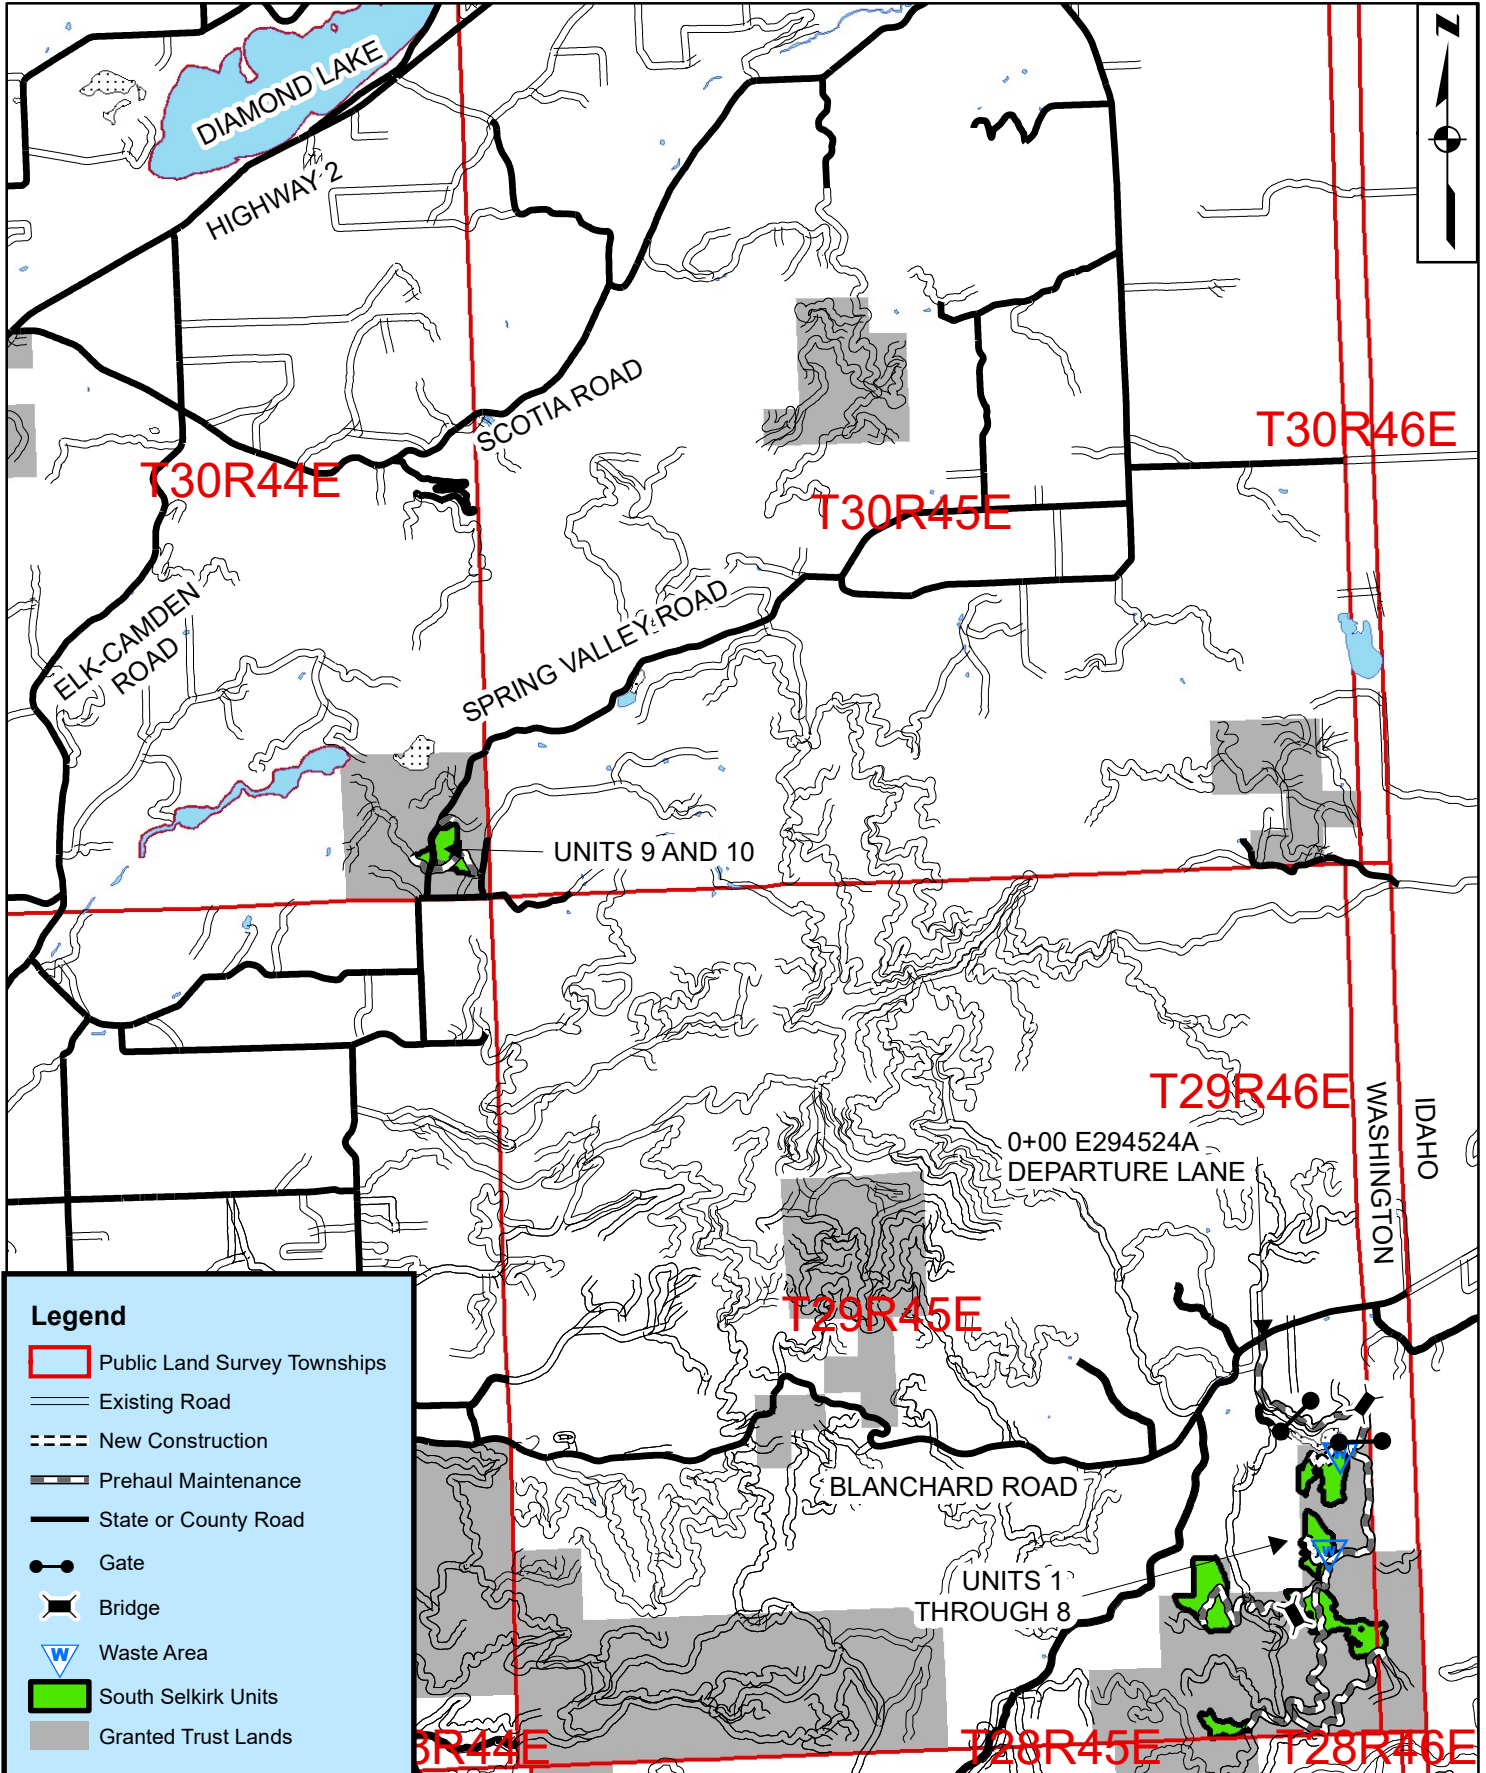 N
DIAMOND LAKE
HIGHWAY 2
SCOTIA ROAD
T30R46E
T30R44E
T30R45E
ELK-CAMDEN
ROAD
SPRING VALLEY ROAD
UNITS 9 AND 10
T29R46E
WASHINGTON
IDAHO
0+00 E294524A
DEPARTURE LANE
T29R45E
BLANCHARD ROAD
W
W
UNITS 1
THROUGH 8
R44E
T28R45E
T28R46E
Legend
Public Land Survey Townships
Existing Road
New Construction
Prehaul Maintenance
State or County Road
Gate
Bridge
W
Waste Area
South Selkirk Units
Granted Trust Lands